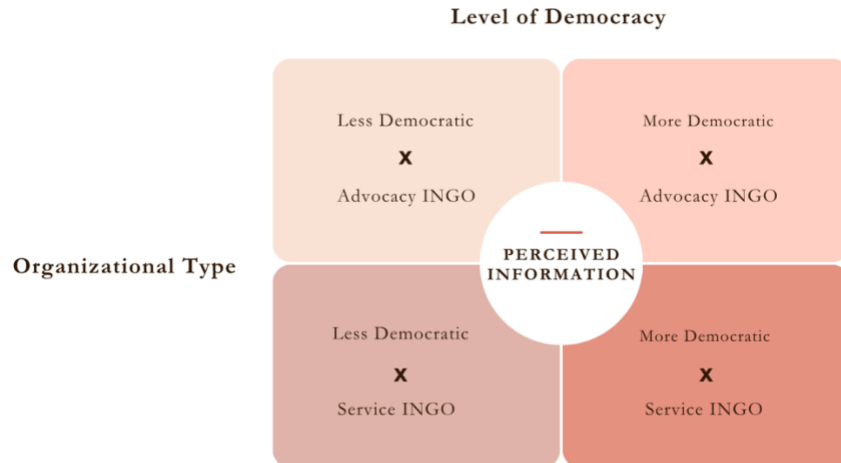 Level of Democracy
Less Democratic
X
Advocacy INGO
More Democratic
X
Advocacy INGO
Organizational Type
PERCEIVED
INFORMATION
Less Democratic
X
Service INGO
More Democratic
X
Service INGO